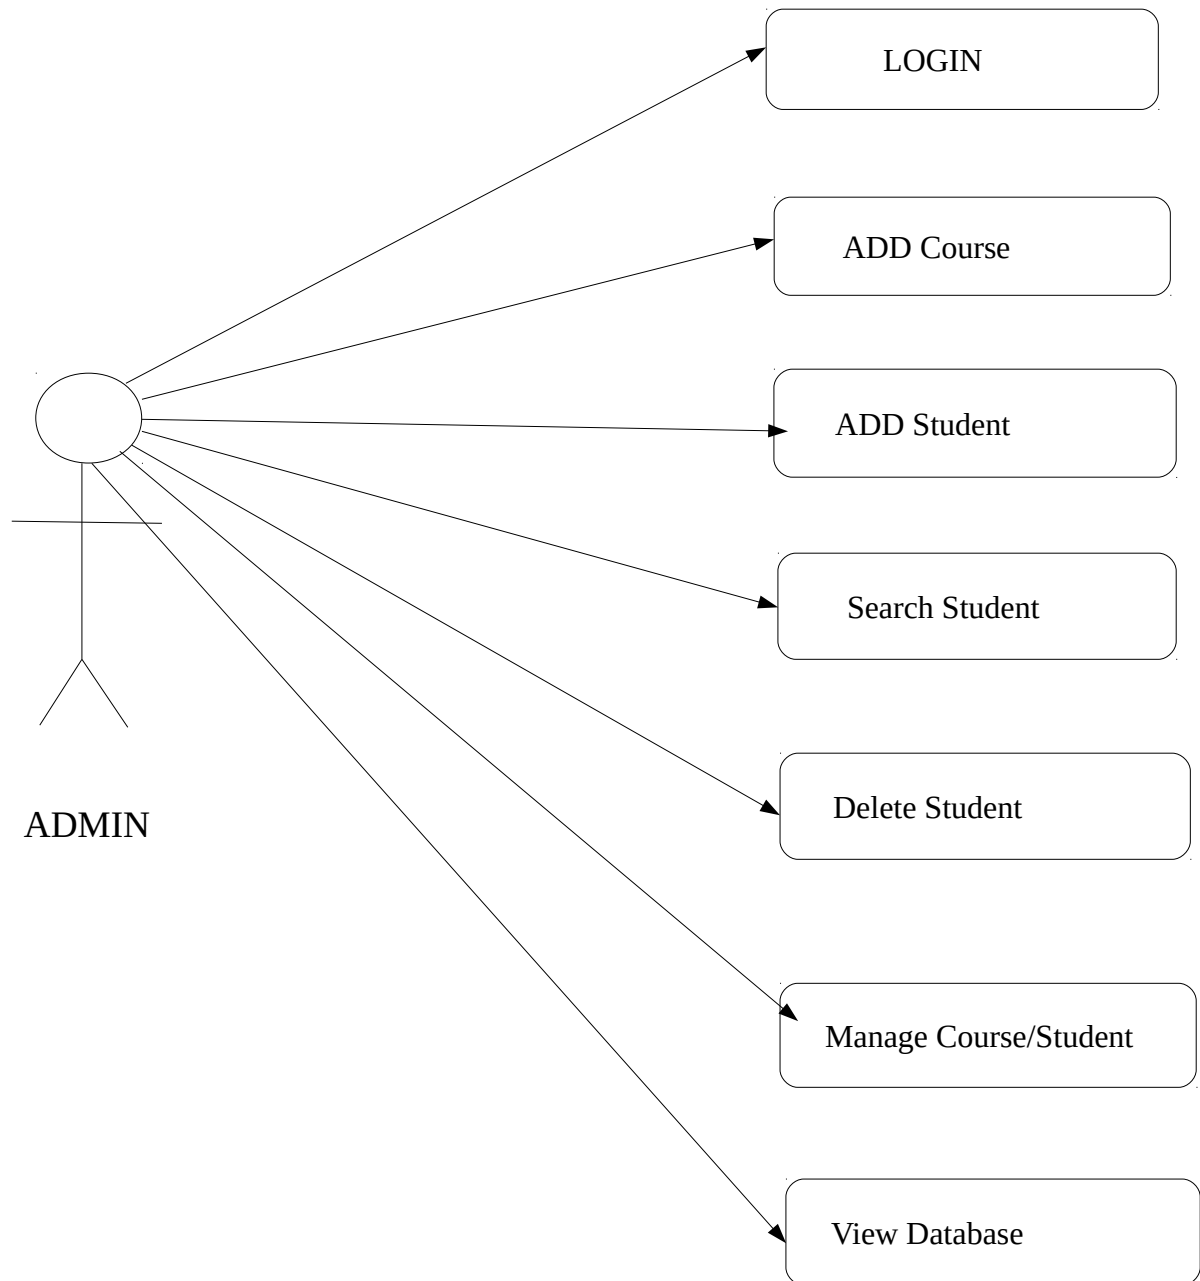 LOGIN
ADD Course
ADD Student
Search Student
Delete Student
ADMIN
Manage Course/Student
View Database